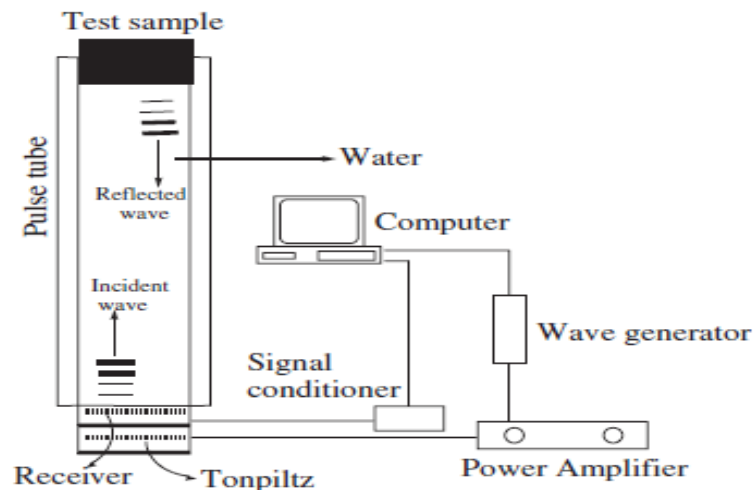 Test sample
Pulse tube
Water
Reflected
wave
Computer
Incident
wave
Wave generator
Signal
conditioner
Receiver
Tonpiltz
Power Amplifier